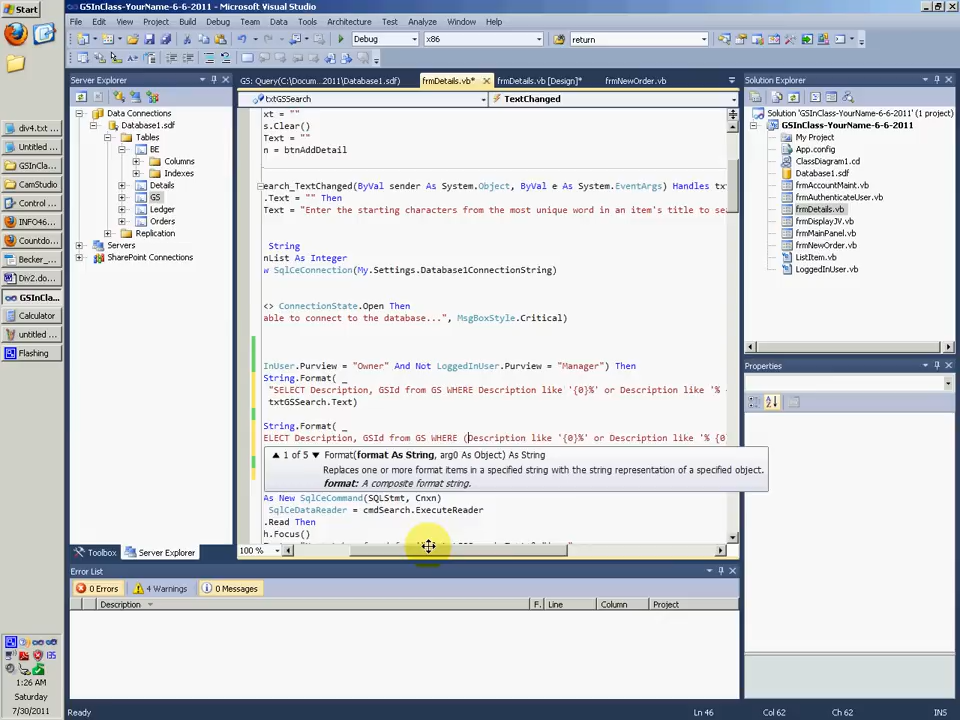 Start
GSInClass-YourName-6-6-2011 - Microsoft Visual Studio
File Edit View Project Build Debug Team Data Tools Architecture Test Analyze Window Help
Debug x86 return
Server Explorer
Data Connections
Database1.sdf
Tables
BE
Columns
Indexes
Details
GS
Ledger
Orders
Replication
Servers
SharePoint Connections
Toolbox Server Explorer
GS: Query(C:\Docum...2011\Database1.sdf) frmDetails.vb* frmDetails.vb [Design]* frmNewOrder.vb
txtGSSearch TextChanged
xt = ""
s.Clear()
Text = ""
n = btnAddDetail
earch_TextChanged(ByVal sender As System.Object, ByVal e As System.EventArgs) Handles txt
.Text = "" Then
Text = "Enter the starting characters from the most unique word in an item's title to se
String
nList As Integer
w SqlCeConnection(My.Settings.Database1ConnectionString)
<> ConnectionState.Open Then
able to connect to the database...", MsgBoxStyle.Critical)
InUser.Purview = "Owner" And Not LoggedInUser.Purview = "Manager") Then
String.Format( _
"SELECT Description, GSId from GS WHERE Description like '{0}%' or Description like '%
txtGSSearch.Text)
String.Format( _
ELECT Description, GSId from GS WHERE (Description like '{0}%' or Description like '% {0
1 of 5 Format(format As String, arg0 As Object) As String
Replaces one or more format items in a specified string with the string representation of a specified object.
format: A composite format string.
As New SqlCeCommand(SQLStmt, Cnxn)
SqlCeDataReader = cmdSearch.ExecuteReader
.Read Then
h.Focus()
100 %
Solution Explorer
Solution 'GSInClass-YourName-6-6-2011' (1 project)
GSInClass-YourName-6-6-2011
My Project
App.config
ClassDiagram1.cd
Database1.sdf
frmAccountMaint.vb
frmAuthenticateUser.vb
frmDetails.vb
frmDisplayJV.vb
frmMainPanel.vb
frmNewOrder.vb
ListItem.vb
LoggedInUser.vb
Properties
Error List
0 Errors 4 Warnings 0 Messages
Description F. Line Column Project
div4.txt ...
Untitled ...
GSInCla...
CamStudio
Control ...
INFO46...
Countdo...
Becker_...
Div2.do...
GSInCla...
Calculator
untitled ...
Flashing
1:26 AM
Saturday
7/30/2011
Ready Ln 46 Col 62 Ch 62 INS